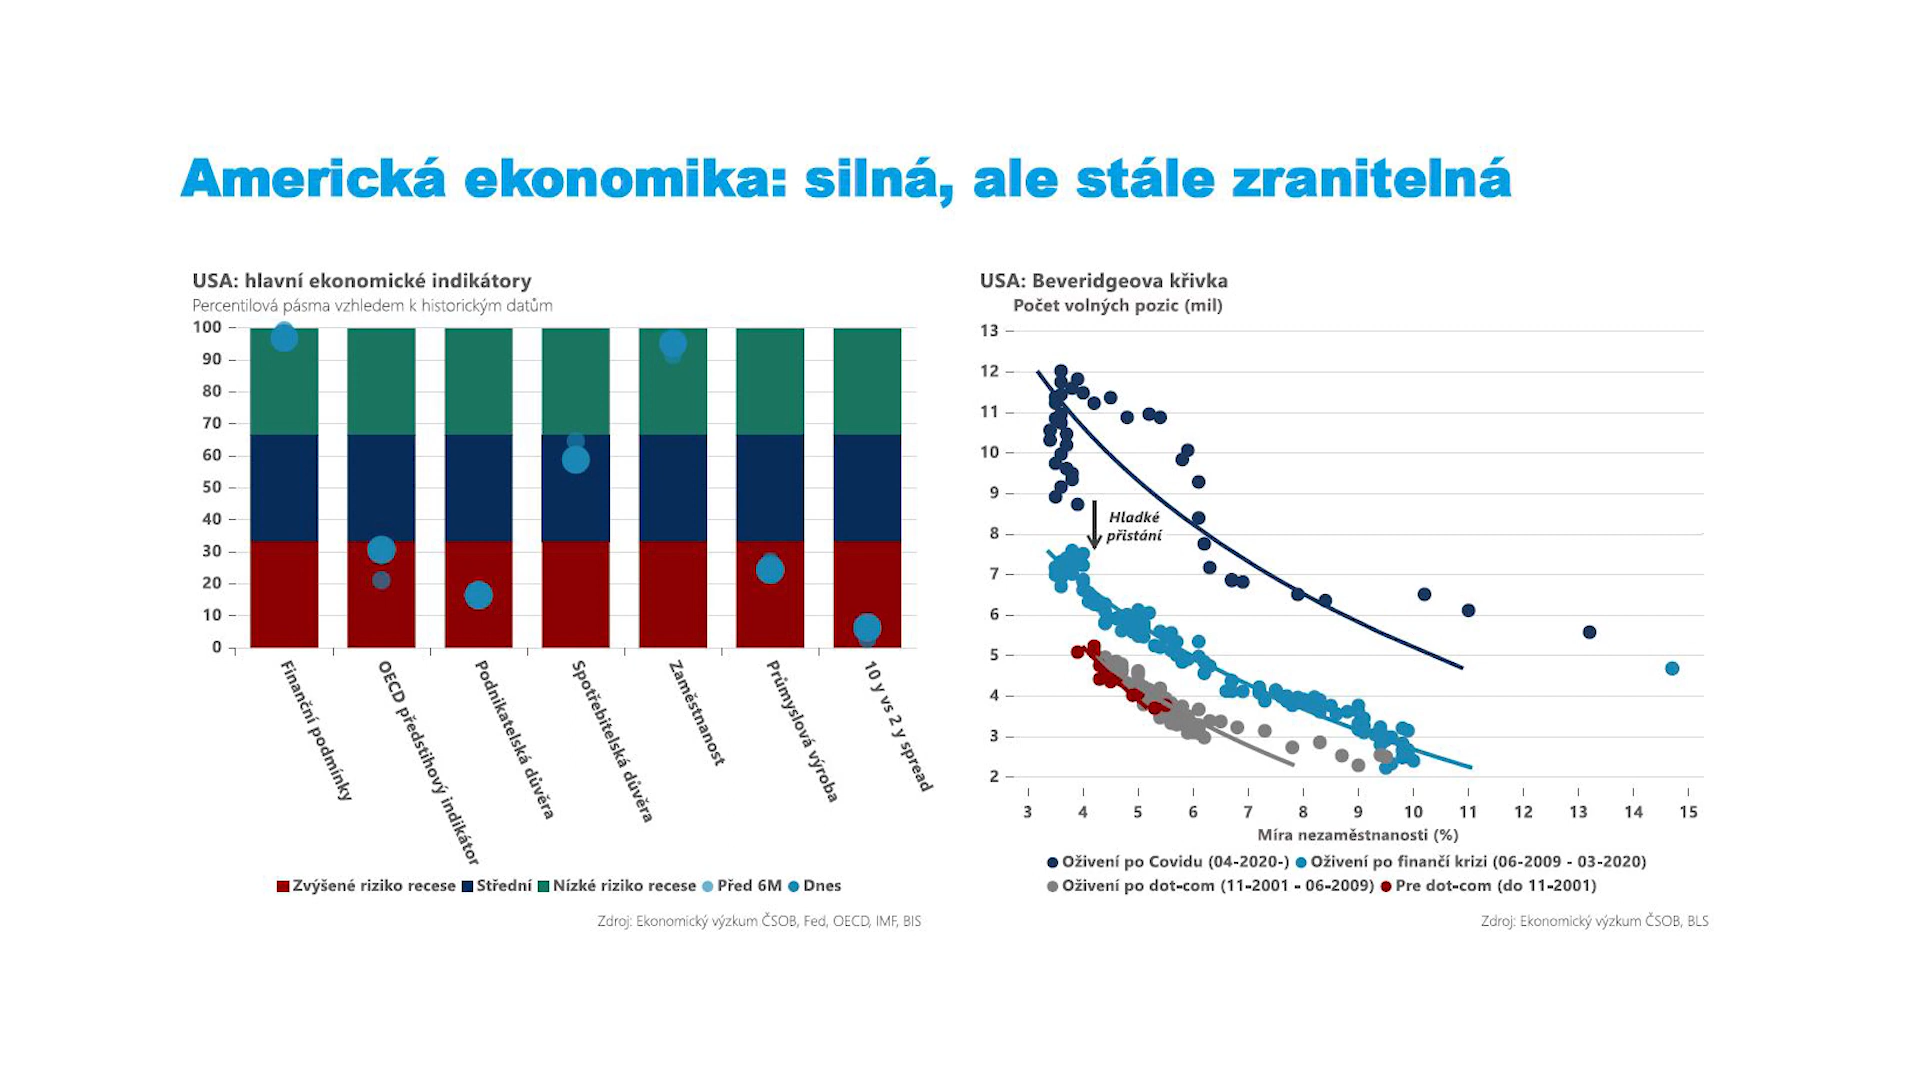 Americká ekonomika: silná, ale stále zranitelná
USA: hlavní ekonomické indikátory
Percentilová pásma vzhledem k historickým datům
100
90
80
70
60
50
40
30
20
10
0
Finanční podmínky
OECD předstihový indikátor
Podnikatelská důvěra
Spotřebitelská důvěra
Zaměstnanost
Průmyslová výroba
10 y vs 2 y spread
Zvýšené riziko recese Střední Nízké riziko recese Před 6M Dnes
Zdroj: Ekonomický výzkum ČSOB, Fed, OECD, IMF, BIS
USA: Beveridgeova křivka
Počet volných pozic (mil)
13
12
11
10
9
8
7
6
5
4
3
2
Hladké
přistání
3 4 5 6 7 8 9 10 11 12 13 14 15
Míra nezaměstnanosti (%)
Oživení po Covidu (04-2020-) Oživení po finančí krizi (06-2009 - 03-2020)
Oživení po dot-com (11-2001 - 06-2009) Pre dot-com (do 11-2001)
Zdroj: Ekonomický výzkum ČSOB, BLS